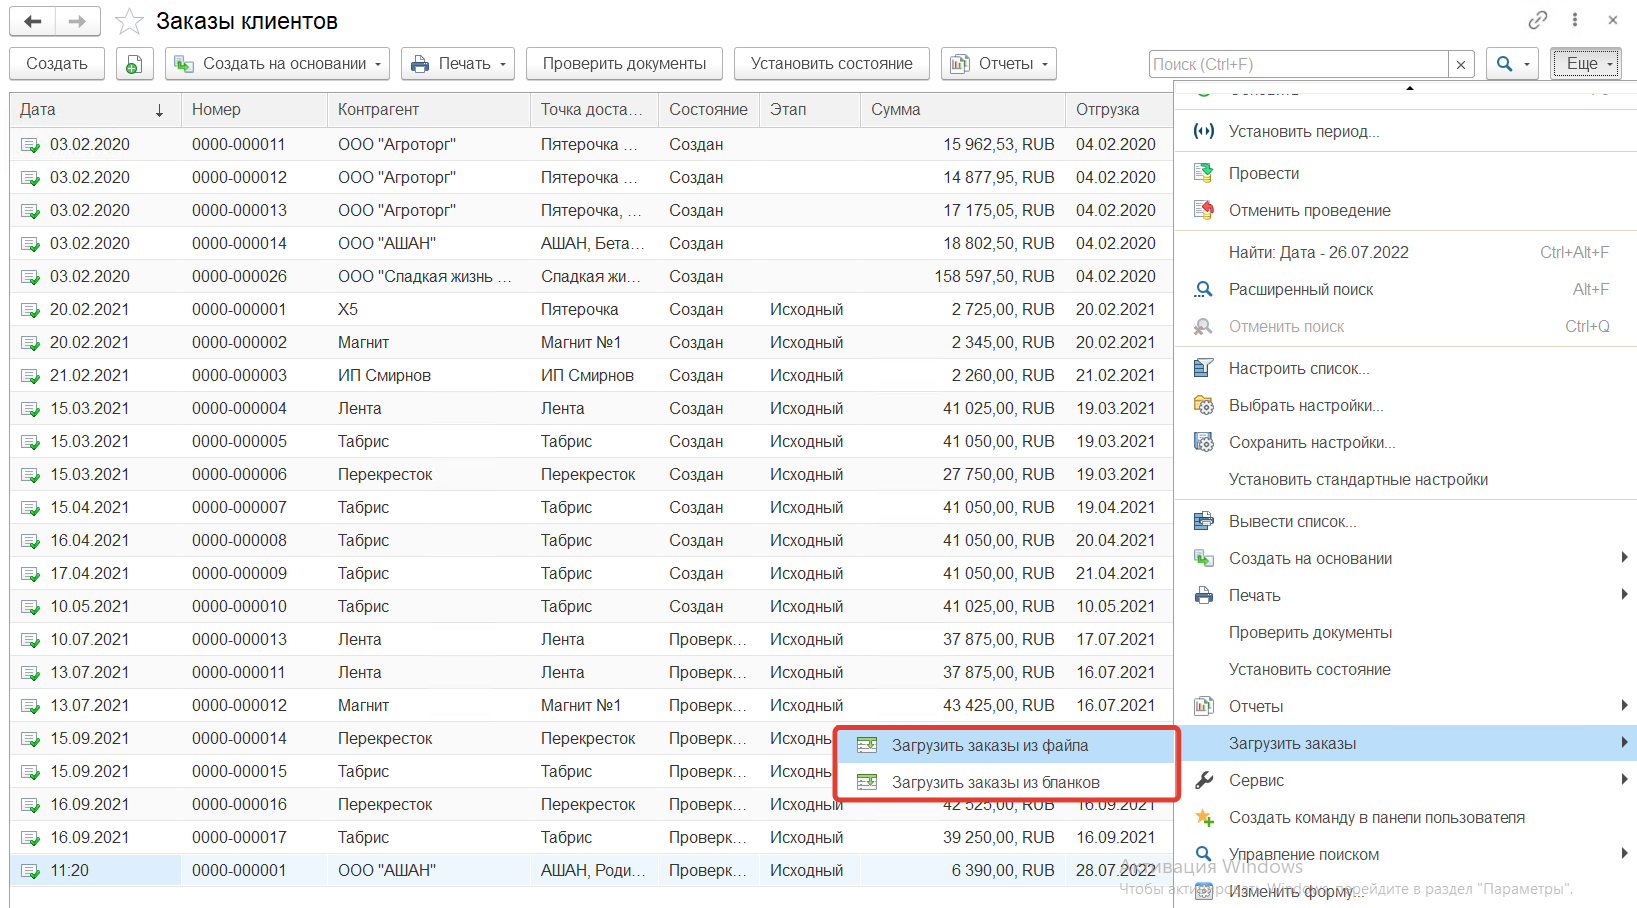 Заказы клиентов
Создать Создать на основании Печать Проверить документы Установить состояние Отчеты Поиск (Ctrl+F) × Еще
Дата ↓ Номер Контрагент Точка доста... Состояние Этап Сумма Отгрузка
03.02.2020 0000-000011 ООО "Агроторг" Пятерочка ... Создан 15 962,53, RUB 04.02.2020
03.02.2020 0000-000012 ООО "Агроторг" Пятерочка ... Создан 14 877,95, RUB 04.02.2020
03.02.2020 0000-000013 ООО "Агроторг" Пятерочка, ... Создан 17 175,05, RUB 04.02.2020
03.02.2020 0000-000014 ООО "АШАН" АШАН, Бета... Создан 18 802,50, RUB 04.02.2020
03.02.2020 0000-000026 ООО "Сладкая жизнь ... Сладкая жи... Создан 158 597,50, RUB 04.02.2020
20.02.2021 0000-000001 Х5 Пятерочка Создан Исходный 2 725,00, RUB 20.02.2021
20.02.2021 0000-000002 Магнит Магнит №1 Создан Исходный 2 345,00, RUB 20.02.2021
21.02.2021 0000-000003 ИП Смирнов ИП Смирнов Создан Исходный 2 260,00, RUB 21.02.2021
15.03.2021 0000-000004 Лента Лента Создан Исходный 41 025,00, RUB 19.03.2021
15.03.2021 0000-000005 Табрис Табрис Создан Исходный 41 050,00, RUB 19.03.2021
15.03.2021 0000-000006 Перекресток Перекресток Создан Исходный 27 750,00, RUB 19.03.2021
15.04.2021 0000-000007 Табрис Табрис Создан Исходный 41 050,00, RUB 19.04.2021
16.04.2021 0000-000008 Табрис Табрис Создан Исходный 41 050,00, RUB 20.04.2021
17.04.2021 0000-000009 Табрис Табрис Создан Исходный 41 050,00, RUB 21.04.2021
10.05.2021 0000-000010 Табрис Табрис Создан Исходный 41 025,00, RUB 10.05.2021
10.07.2021 0000-000013 Лента Лента Проверк... Исходный 37 875,00, RUB 17.07.2021
13.07.2021 0000-000011 Лента Лента Проверк... Исходный 37 875,00, RUB 16.07.2021
13.07.2021 0000-000012 Магнит Магнит №1 Проверк... Исходный 43 425,00, RUB 16.07.2021
15.09.2021 0000-000014 Перекресток Перекресток Проверк... Исходны
15.09.2021 0000-000015 Табрис Табрис Проверк... Исходны
16.09.2021 0000-000016 Перекресток Перекресток Проверк... Исходный 42 525,00, RUB 16.09.2021
16.09.2021 0000-000017 Табрис Табрис Проверк... Исходный 39 250,00, RUB 16.09.2021
11:20 0000-000001 ООО "АШАН" АШАН, Роди... Проверк... Исходный 6 390,00, RUB 28.07.2022
Загрузить заказы из файла
Загрузить заказы из бланков
Установить период...
Провести
Отменить проведение
Найти: Дата - 26.07.2022 Ctrl+Alt+F
Расширенный поиск Alt+F
Отменить поиск Ctrl+Q
Настроить список...
Выбрать настройки...
Сохранить настройки...
Установить стандартные настройки
Вывести список...
Создать на основании
Печать
Проверить документы
Установить состояние
Отчеты
Загрузить заказы
Сервис
Создать команду в панели пользователя
Управление поиском
Изменить форму...
Активация Windows
Чтобы активировать Windows, перейдите в раздел "Параметры".